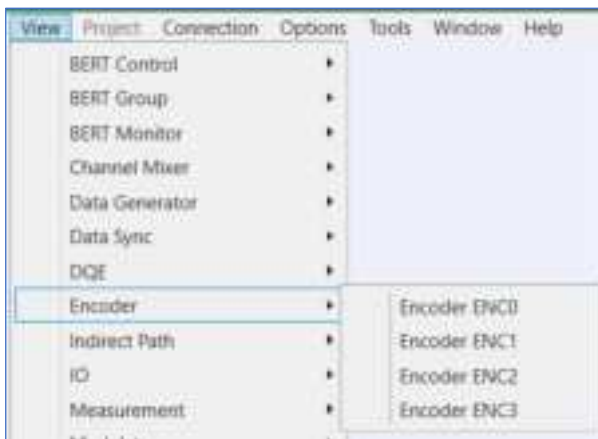 View Project Connection Options Tools Window Help
BERT Control
BERT Group
BERT Monitor
Channel Mixer
Data Generator
Data Sync
DQE
Encoder
Encoder ENC0
Indirect Path
Encoder ENC1
IO
Encoder ENC2
Measurement
Encoder ENC3